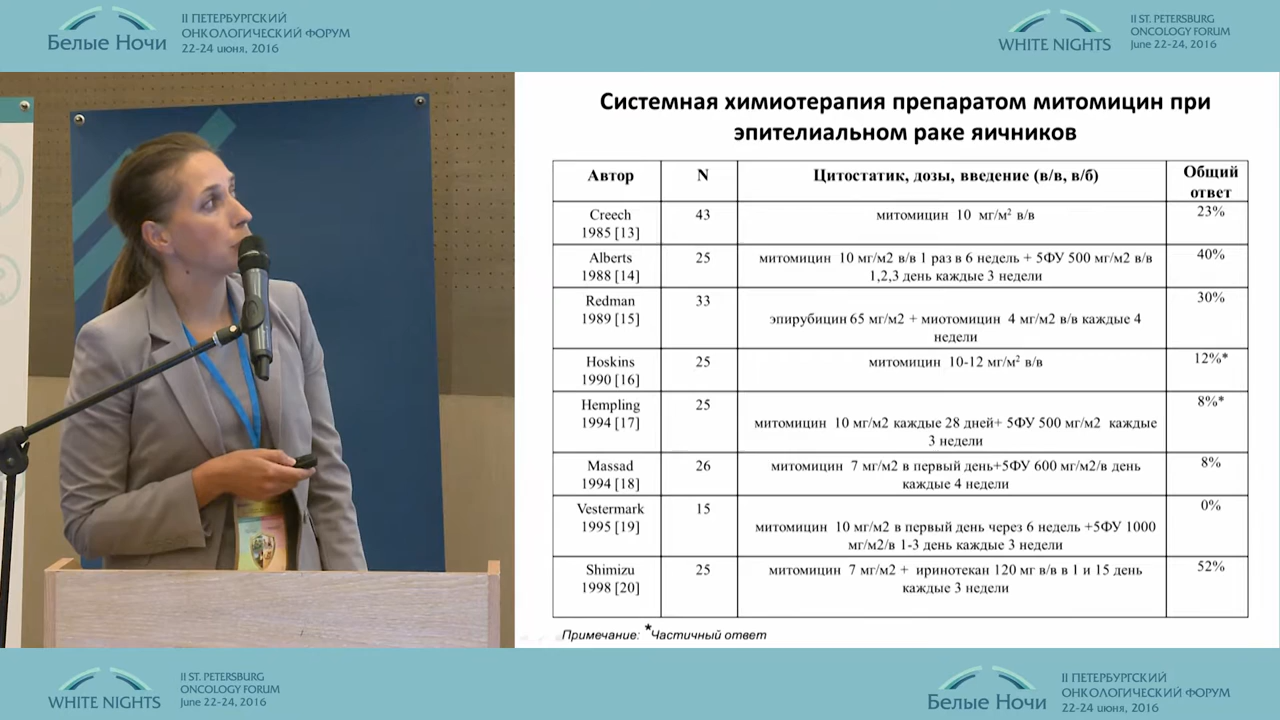 Белые Ночи
II ПЕТЕРБУРГСКИЙ
ОНКОЛОГИЧЕСКИЙ ФОРУМ
22-24 июня, 2016
WHITE NIGHTS
II ST. PETERSBURG
ONCOLOGY FORUM
June 22-24, 2016
Системная химиотерапия препаратом митомицин при
эпителиальном раке яичников
Автор N Цитостатик, дозы, введение (в/в, в/б) Общий
ответ
Creech 43 митомицин 10 мг/м² в/в 23%
1985 [13]
Alberts 25 митомицин 10 мг/м2 в/в 1 раз в 6 недель + 5ФУ 500 мг/м2 в/в 40%
1988 [14] 1,2,3 день каждые 3 недели
Redman 33 30%
1989 [15] эпирубицин 65 мг/м2 + миотомицин 4 мг/м2 в/в каждые 4
недели
Hoskins 25 митомицин 10-12 мг/м² в/в 12%*
1990 [16]
Hempling 25 8%*
1994 [17] митомицин 10 мг/м2 каждые 28 дней+ 5ФУ 500 мг/м2 каждые
3 недели
Massad 26 митомицин 7 мг/м2 в первый день+5ФУ 600 мг/м2/в день 8%
1994 [18] каждые 4 недели
Vestermark 15 0%
1995 [19] митомицин 10 мг/м2 в первый день через 6 недель +5ФУ 1000
мг/м2/в 1-3 день каждые 3 недели
Shimizu 25 митомицин 7 мг/м2 + иринотекан 120 мг в/в в 1 и 15 день 52%
1998 [20] каждые 3 недели
Примечание: *Частичный ответ
WHITE NIGHTS
II ST. PETERSBURG
ONCOLOGY FORUM
June 22-24, 2016
Белые Ночи
II ПЕТЕРБУРГСКИЙ
ОНКОЛОГИЧЕСКИЙ ФОРУМ
22-24 июня, 2016